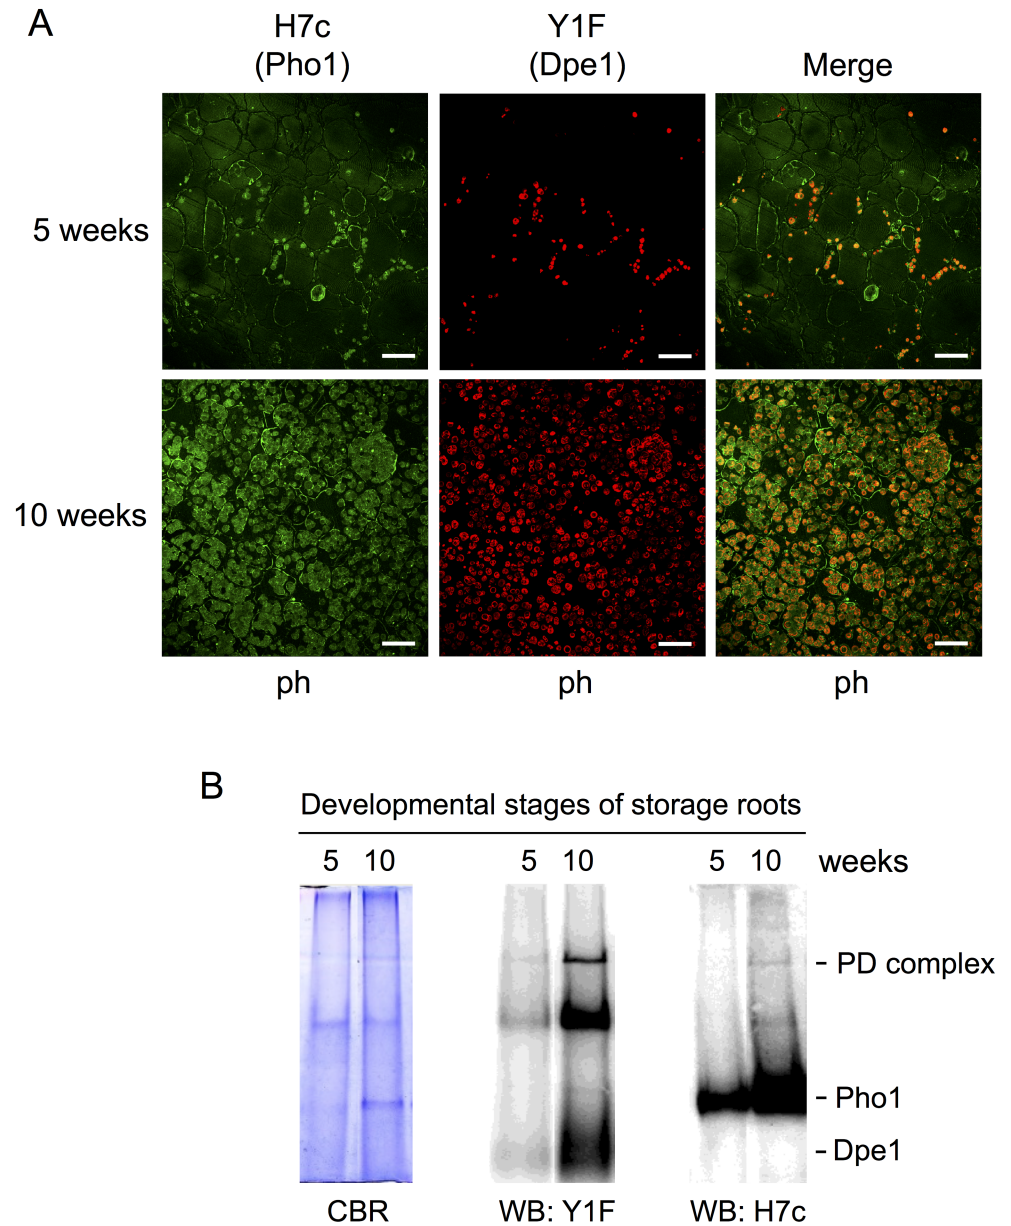 A
H7c
(Pho1)
Y1F
(Dpe1)
Merge
5 weeks
10 weeks
ph
ph
ph
B
Developmental stages of storage roots
5 10 5 10 5 10 weeks
PD complex
Pho1
Dpe1
CBR
WB: Y1F
WB: H7c